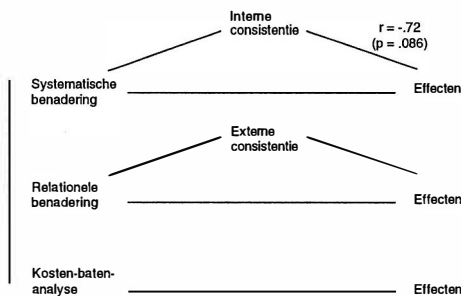 Interne
consistentie
r = -.72
(p = .086)
Systematische
benadering
Effecten
Externe
consistentie
Relationele
benadering
Effecten
Kosten-baten-
analyse
Effecten